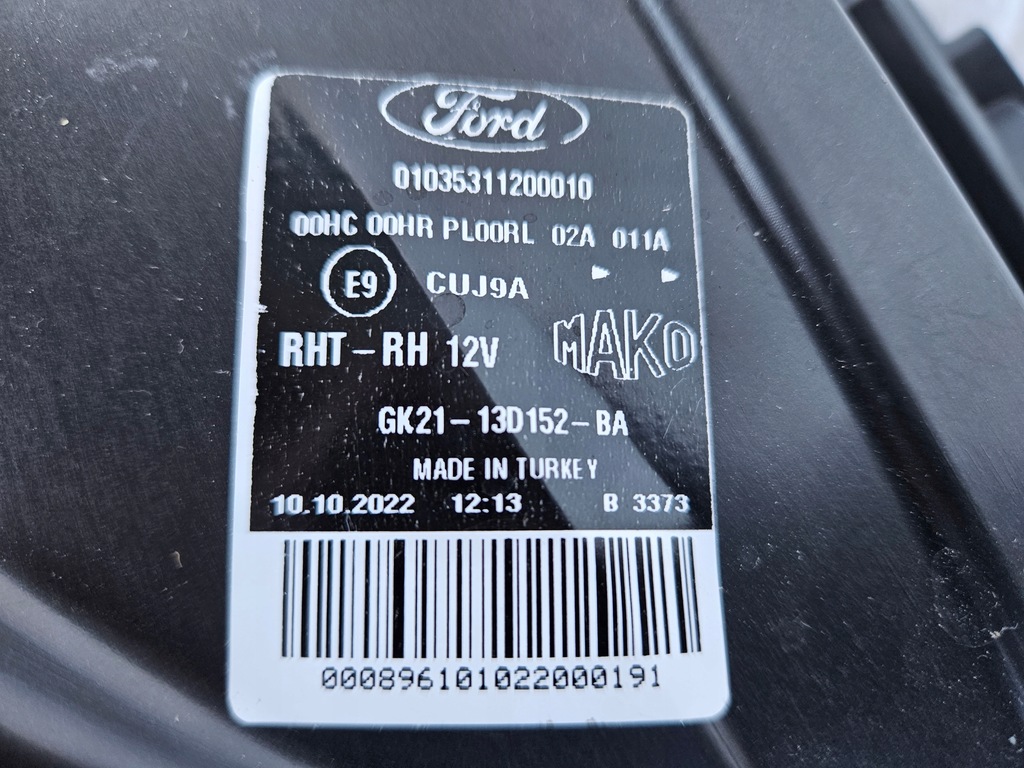 Ford
01035311200010
00HC 00HR PL00RL 02A 011A
E9 CUJ9A
RHT-RH 12V MAKO
GK21-13D152-BA
MADE IN TURKEY
10.10.2022 12:13 B 3373
000896101022000191